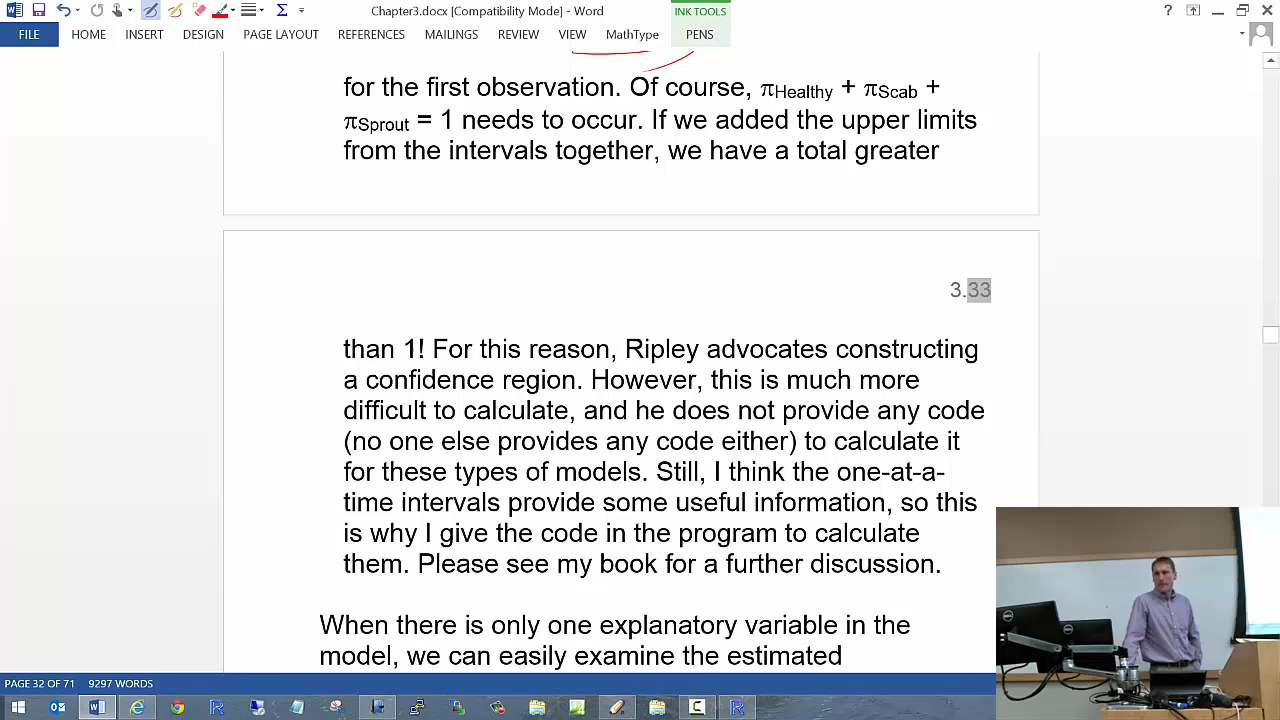 Chapter3.docx [Compatibility Mode] - Word
INK TOOLS
FILE HOME INSERT DESIGN PAGE LAYOUT REFERENCES MAILINGS REVIEW VIEW MathType PENS
for the first observation. Of course, πHealthy + πScab +
πSprout = 1 needs to occur. If we added the upper limits
from the intervals together, we have a total greater
3.33
than 1! For this reason, Ripley advocates constructing
a confidence region. However, this is much more
difficult to calculate, and he does not provide any code
(no one else provides any code either) to calculate it
for these types of models. Still, I think the one-at-a-
time intervals provide some useful information, so this
is why I give the code in the program to calculate
them. Please see my book for a further discussion.
When there is only one explanatory variable in the
model, we can easily examine the estimated
PAGE 32 OF 71 9297 WORDS